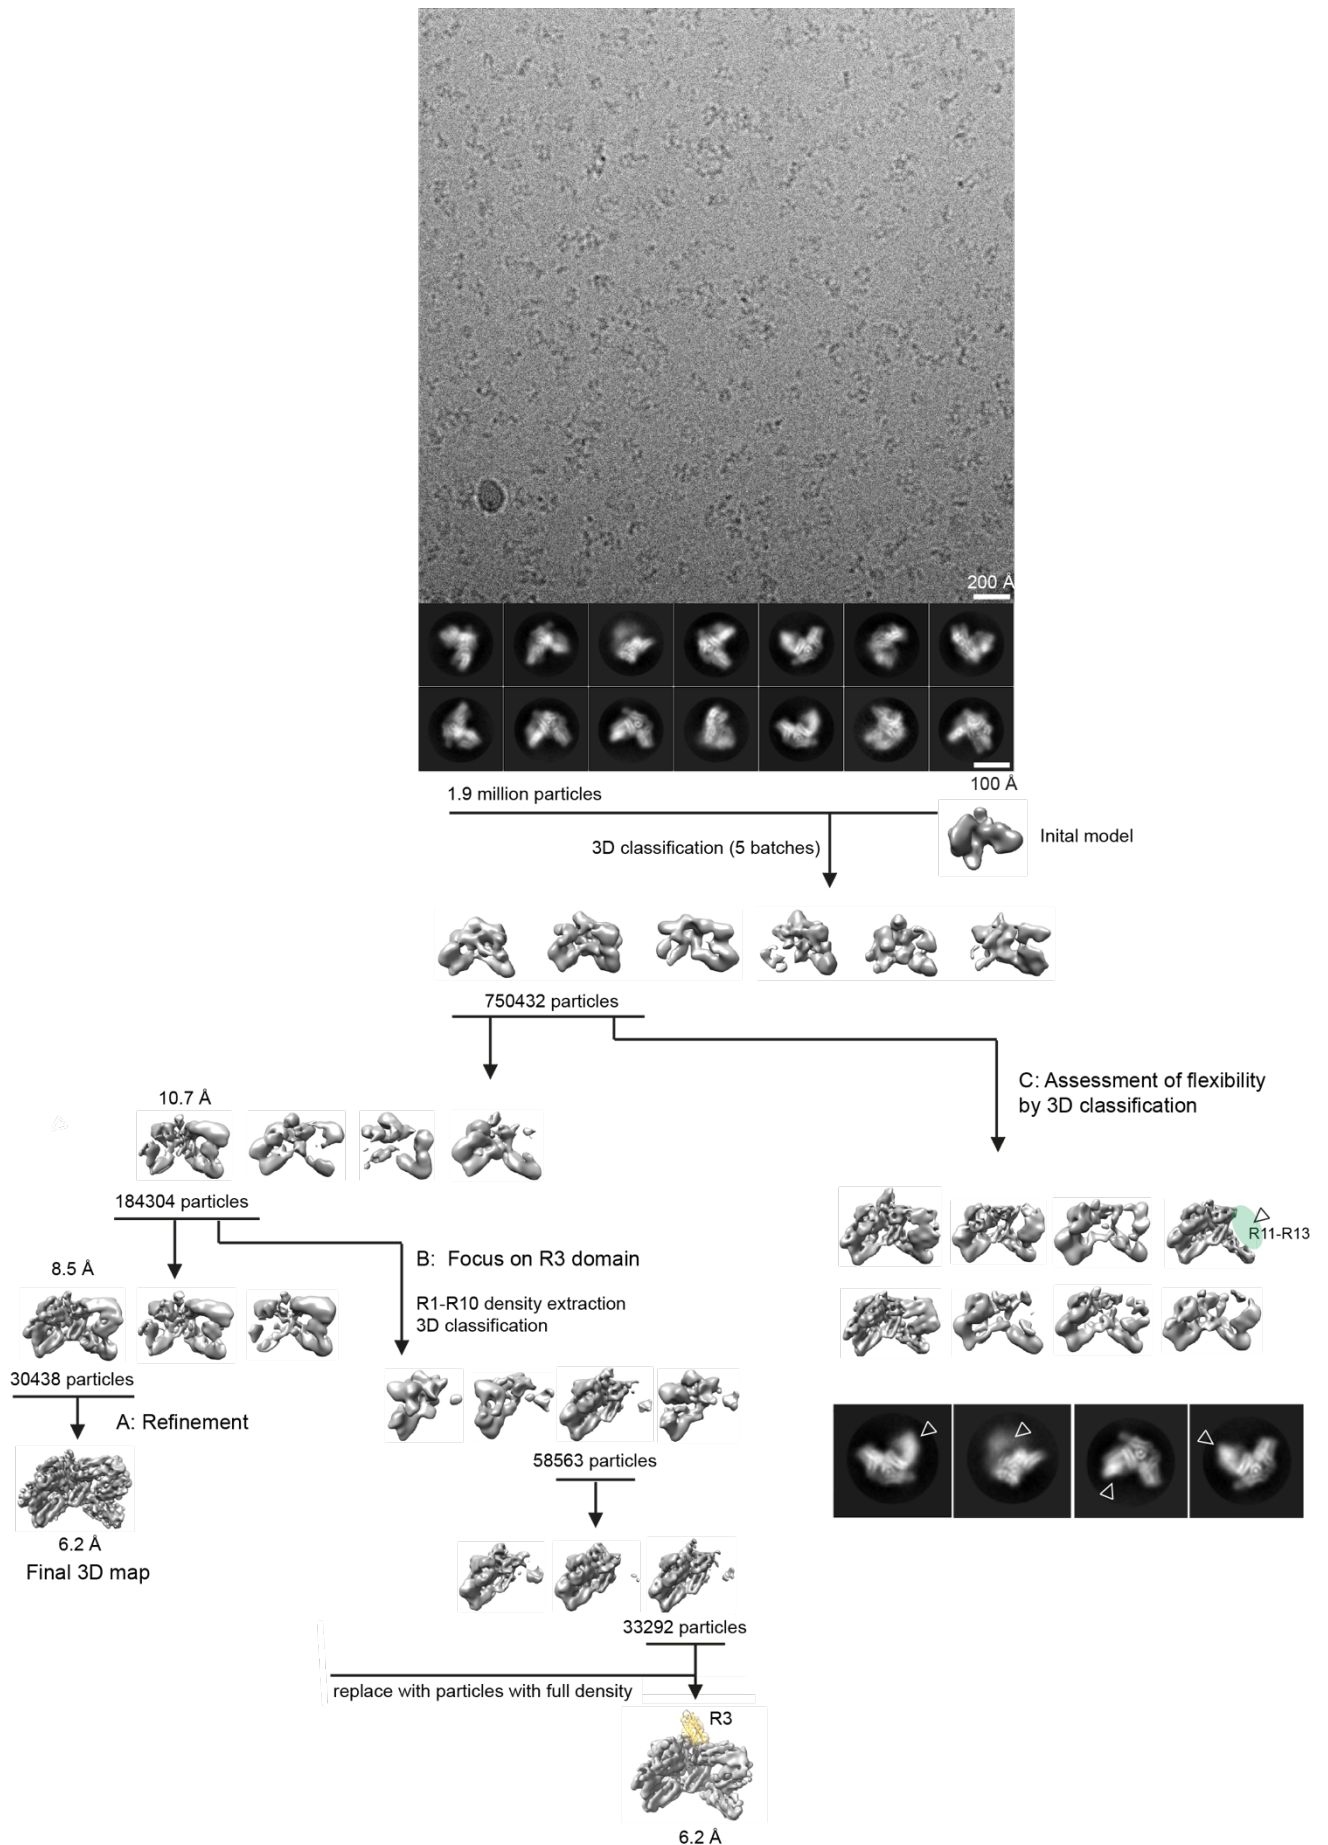 200 Å
100 Å
1.9 million particles
Inital model
3D classification (5 batches)
750432 particles
C: Assessment of flexibility
by 3D classification
10.7 Å
184304 particles
R11-R13
B: Focus on R3 domain
8.5 Å
R1-R10 density extraction
3D classification
30438 particles
A: Refinement
58563 particles
6.2 Å
Final 3D map
33292 particles
replace with particles with full density
R3
6.2 Å